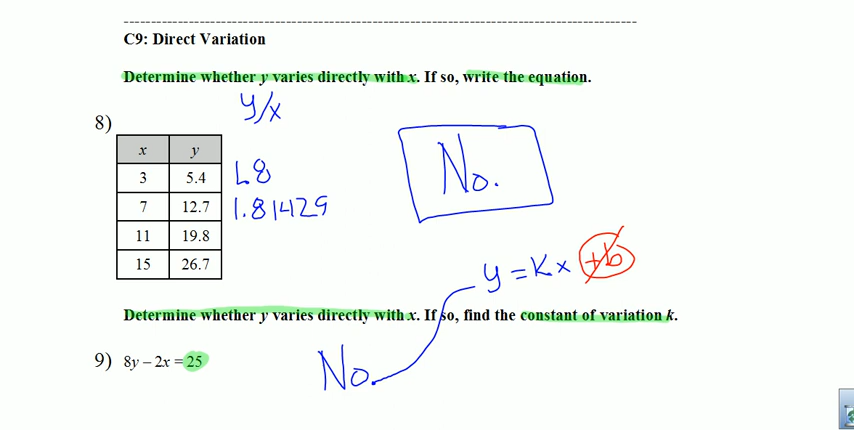 C9: Direct Variation
Determine whether y varies directly with x. If so, write the equation.
y/x
8)
x y
3 5.4 1.8
7 12.7 1.81429
11 19.8
15 26.7
No.
y = kx +b
Determine whether y varies directly with x. If so, find the constant of variation k.
9) 8y – 2x = 25
No.